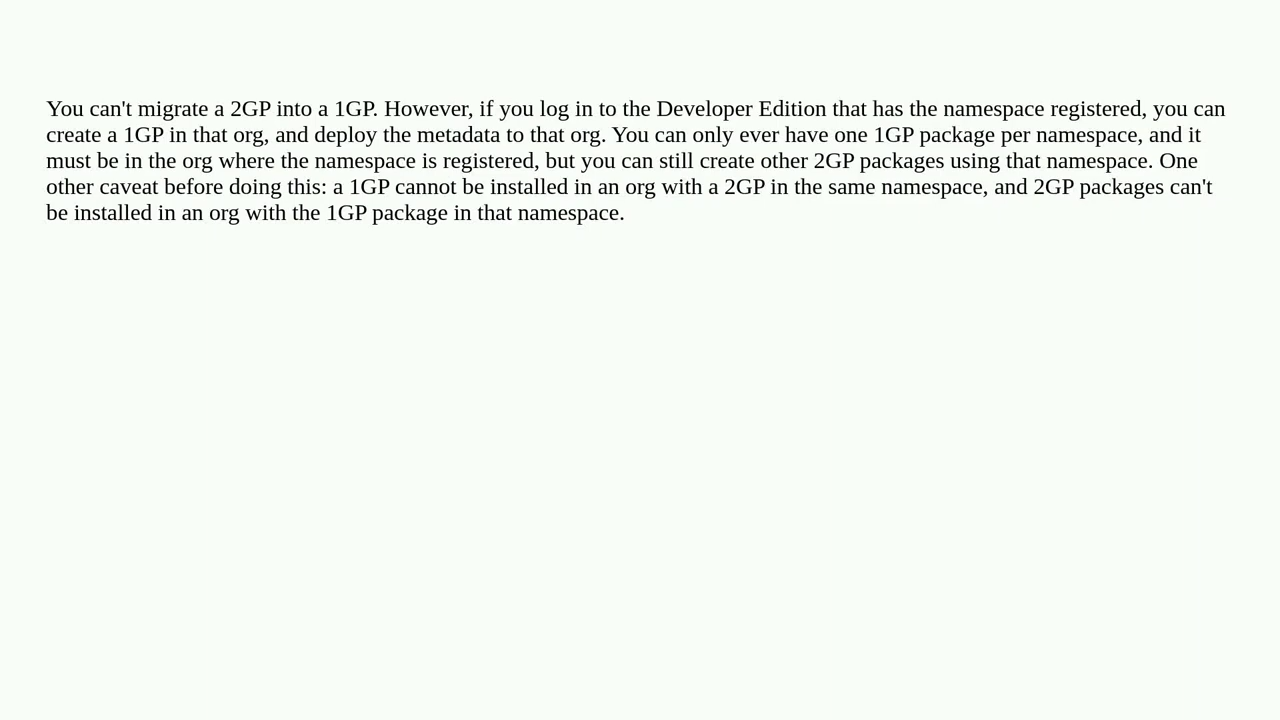 You can't migrate a 2GP into a 1GP. However, if you log in to the Developer Edition that has the namespace registered, you can
create a 1GP in that org, and deploy the metadata to that org. You can only ever have one 1GP package per namespace, and it
must be in the org where the namespace is registered, but you can still create other 2GP packages using that namespace. One
other caveat before doing this: a 1GP cannot be installed in an org with a 2GP in the same namespace, and 2GP packages can't
be installed in an org with the 1GP package in that namespace.